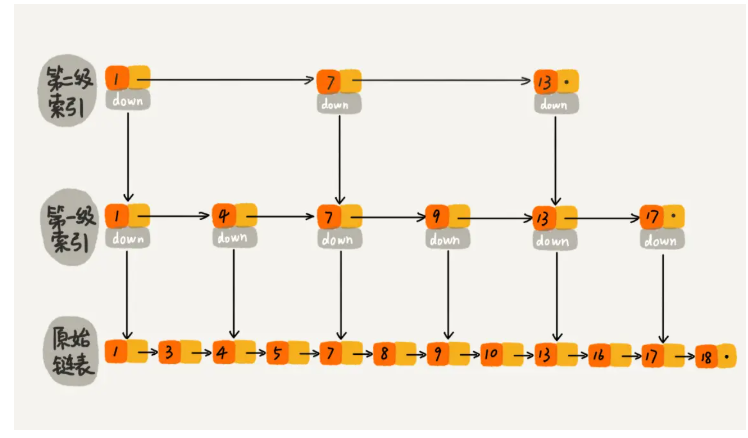 第二级
索引
1 7 13
down down down
第一级
索引
1 4 7 9 13 17
down down down down down down
原始
链表
1 3 4 5 7 8 9 10 13 16 17 18